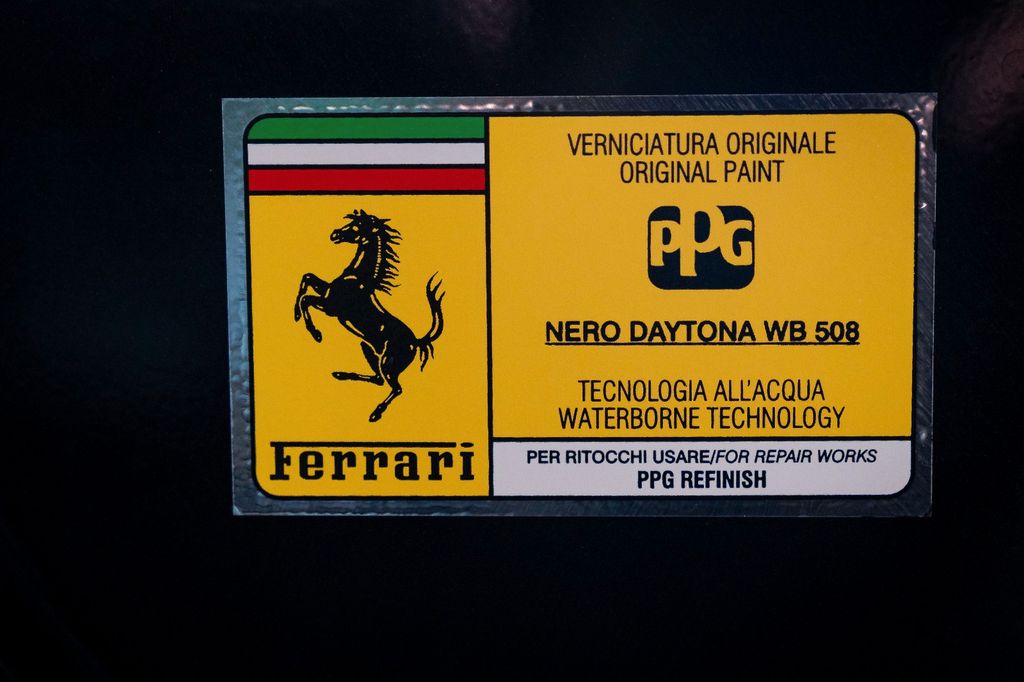 VERNICIATURA ORIGINALE
ORIGINAL PAINT
PPG
NERO DAYTONA WB 508
TECNOLOGIA ALL'ACQUA
WATERBORNE TECHNOLOGY
Ferrari
PER RITOCCHI USARE/FOR REPAIR WORKS
PPG REFINISH